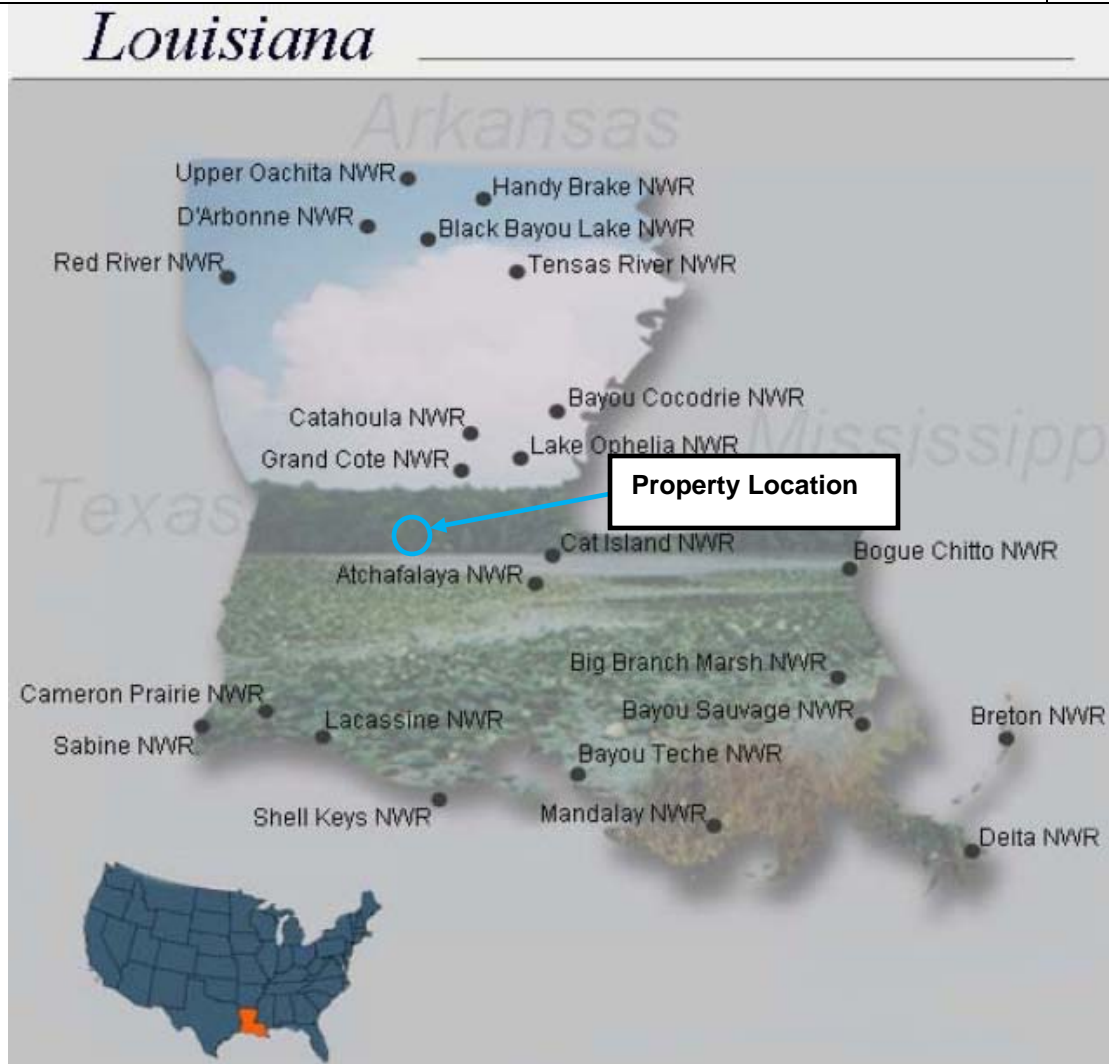 Louisiana
Arkansas
Upper Oachita NWR
Handy Brake NWR
D'Arbonne NWR
Black Bayou Lake NWR
Red River NWR
Tensas River NWR
Bayou Cocodrie NWR
Catahoula NWR
Mississipp
Lake Ophelia NWR
Grand Cote NWR
Texas
Property Location
Cat Island NWR
Bogue Chitto NWR
Atchafalaya NWR
Big Branch Marsh NWR
Cameron Prairie NWR
Lacassine NWR
Bayou Sauvage NWR
Breton NWR
Sabine NWR
Bayou Teche NWR
Shell Keys NWR
Mandalay NWR
Delta NWR